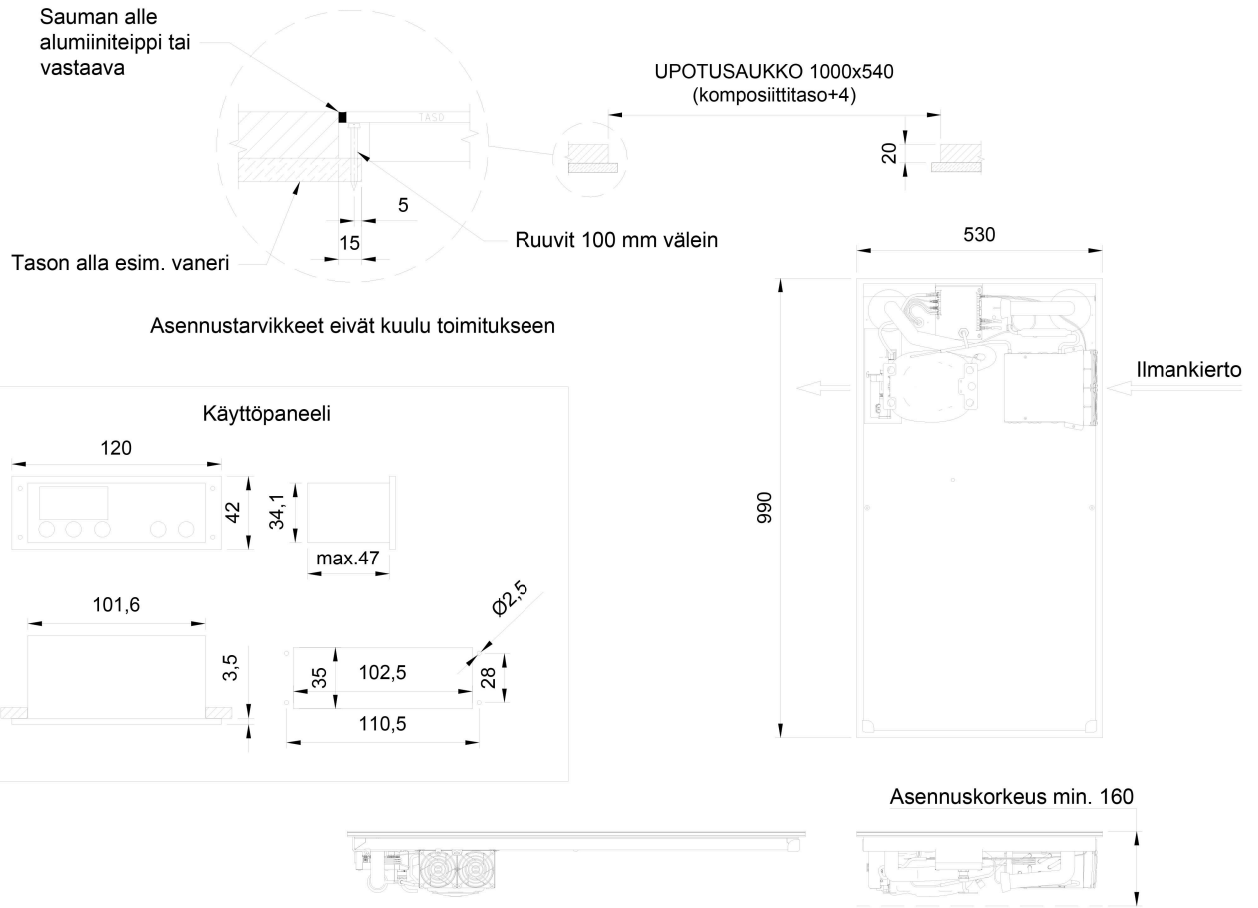 Sauman alle
alumiiniteippi tai
vastaava
UPOTUSAUKKO 1000x540
(komposiittitaso+4)
TASO
20
5
15
Ruuvit 100 mm välein
Tason alla esim. vaneri
Asennustarvikkeet eivät kuulu toimitukseen
530
990
Ilmankierto
Käyttöpaneeli
120
42
34,1
max.47
101,6
3,5
Ø2,5
35
102,5
28
110,5
Asennuskorkeus min. 160